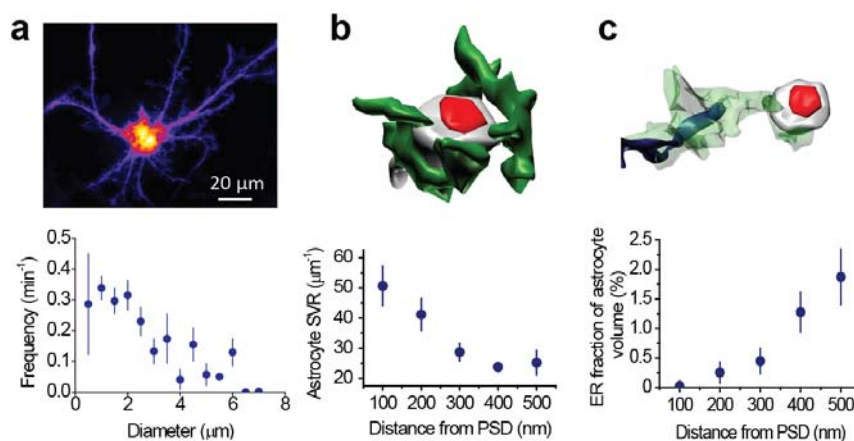 a
b
c
20 μm
0.5
0.4
0.3
0.2
0.1
0.0
Frequency (min⁻¹)
0 2 4 6 8
Diameter (μm)
60
50
40
30
20
Astrocyte SVR (μm⁻¹)
100 200 300 400 500
Distance from PSD (nm)
2.5
2.0
1.5
1.0
0.5
0
ER fraction of astrocyte
volume (%)
100 200 300 400 500
Distance from PSD (nm)